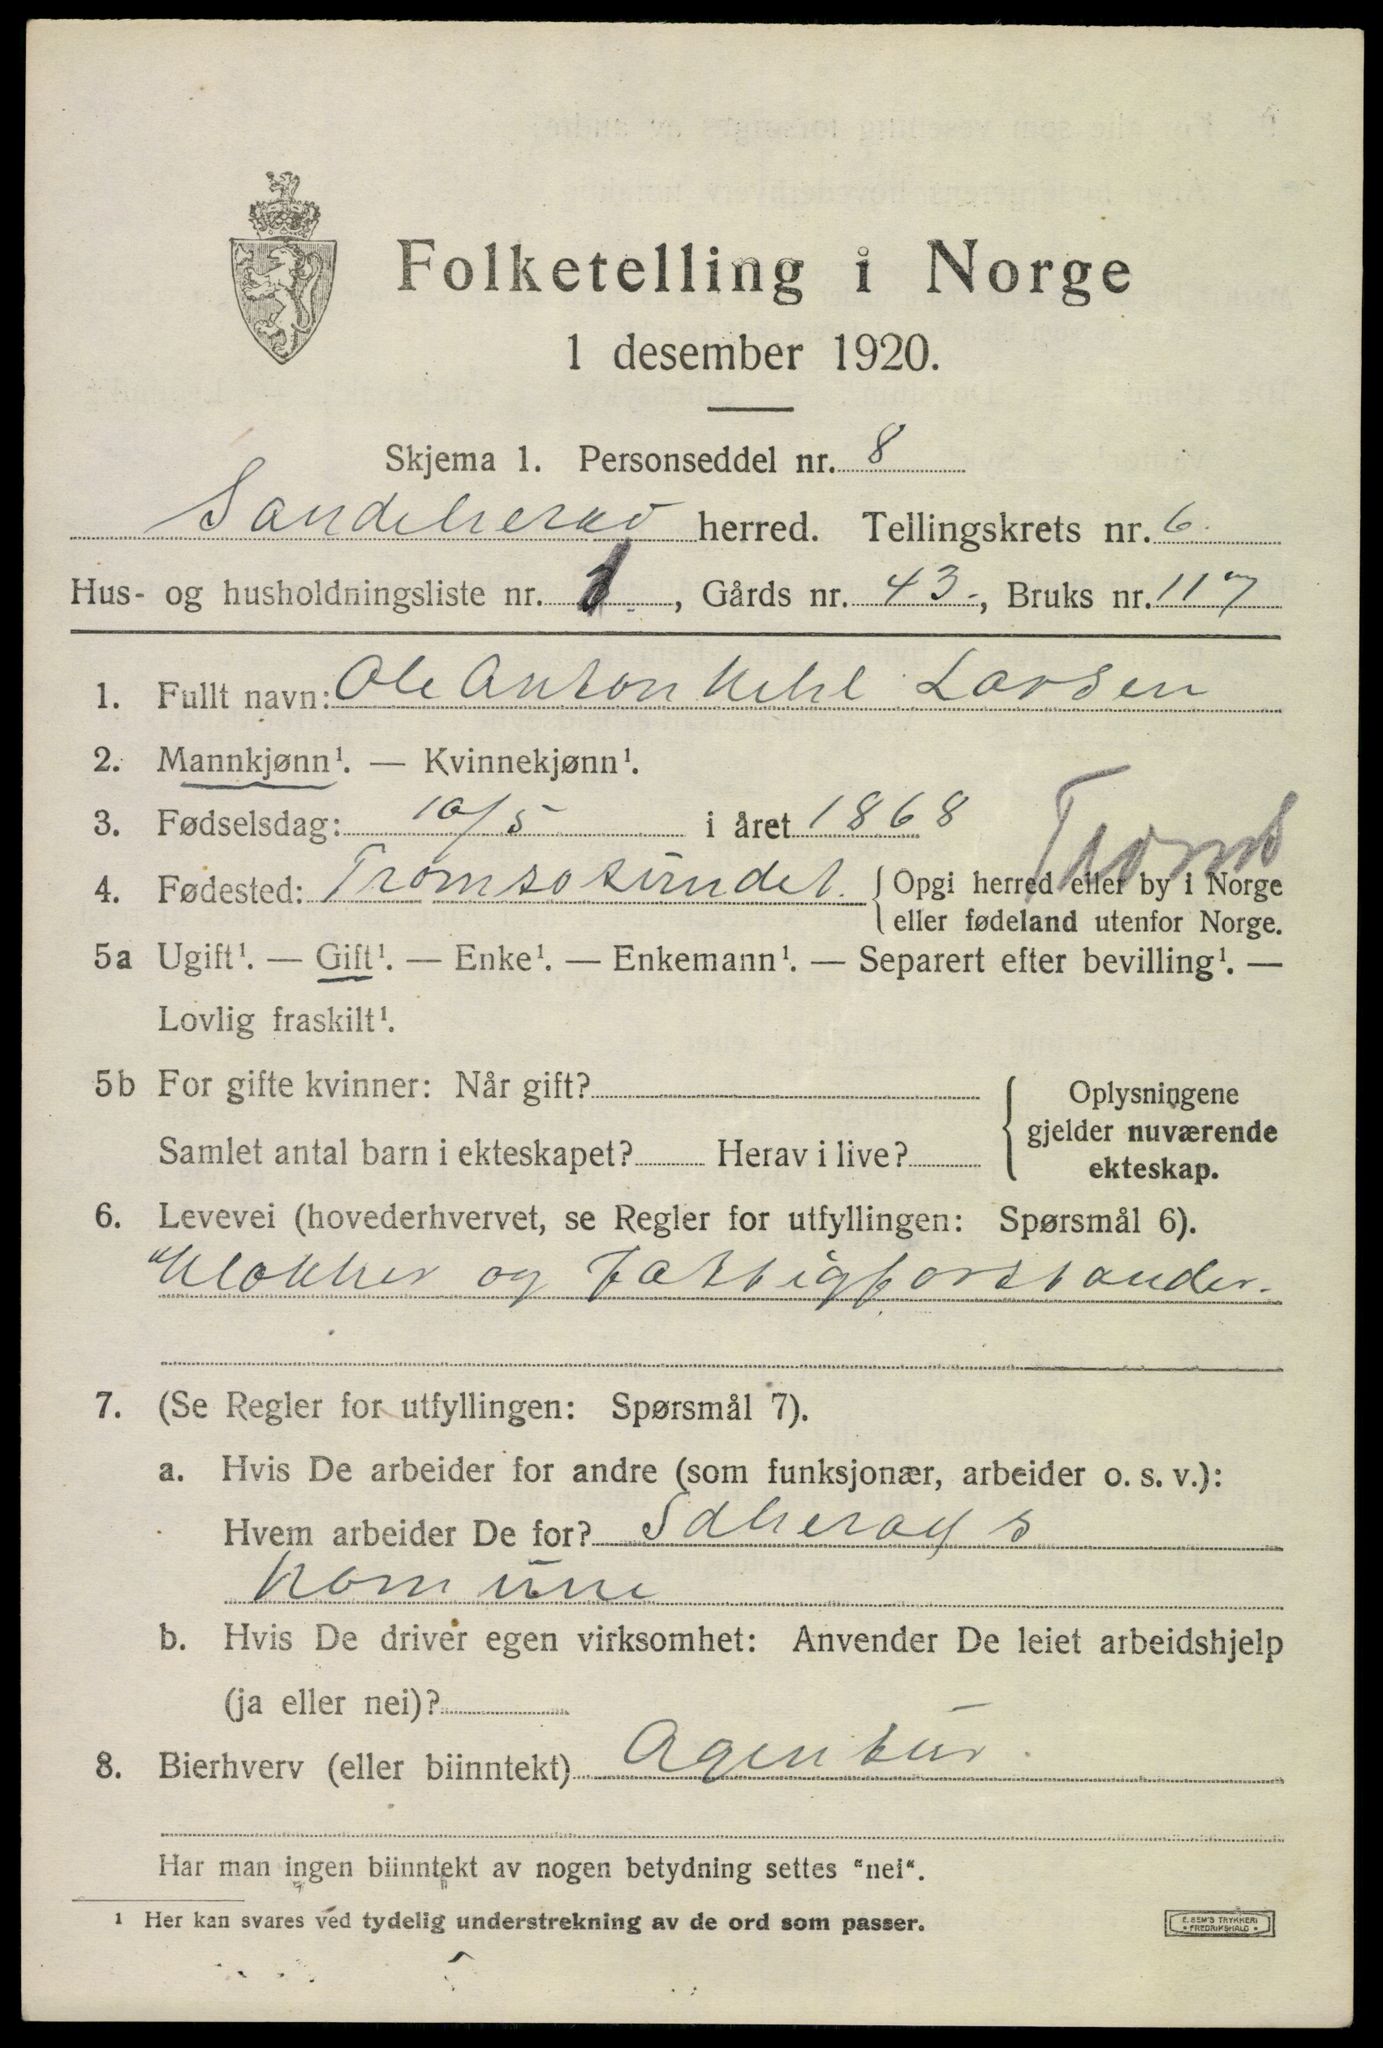 Folketelling i Norge
1 desember 1920.
Skjema 1. Personseddel nr. 8
Sandeherad herred. Tellingskrets nr. 6.
Hus- og husholdningsliste nr. 1., Gårds nr. 43., Bruks nr. 117
1. Fullt navn: Ole Anton Larsen
2. Mannkjønn¹. — Kvinnekjønn¹.
3. Fødselsdag: 10/5 i året 1868
Troms
4. Fødested: Tromsøsundet. Opgi herred eller by i Norge
eller fødeland utenfor Norge.
5a Ugift¹. — Gift¹. — Enke¹. — Enkemann¹. — Separert efter bevilling¹. —
Lovlig fraskilt¹.
5b For gifte kvinner: Når gift?
Samlet antal barn i ekteskapet? Herav i live?
Oplysningene
gjelder nuværende
ekteskap.
6. Levevei (hovederhvervet, se Regler for utfyllingen: Spørsmål 6).
Klokker og fattigforstander.
7. (Se Regler for utfyllingen: Spørsmål 7).
a. Hvis De arbeider for andre (som funksjonær, arbeider o. s. v.):
Hvem arbeider De for? Sdherads
Komune
b. Hvis De driver egen virksomhet: Anvender De leiet arbeidshjelp
(ja eller nei)?
8. Bierhverv (eller biinntekt) Agentur.
Har man ingen biinntekt av nogen betydning settes "nei".
¹ Her kan svares ved tydelig understrekning av de ord som passer.
E. SEM'S TRYKKERI
FREDRIKSHALD